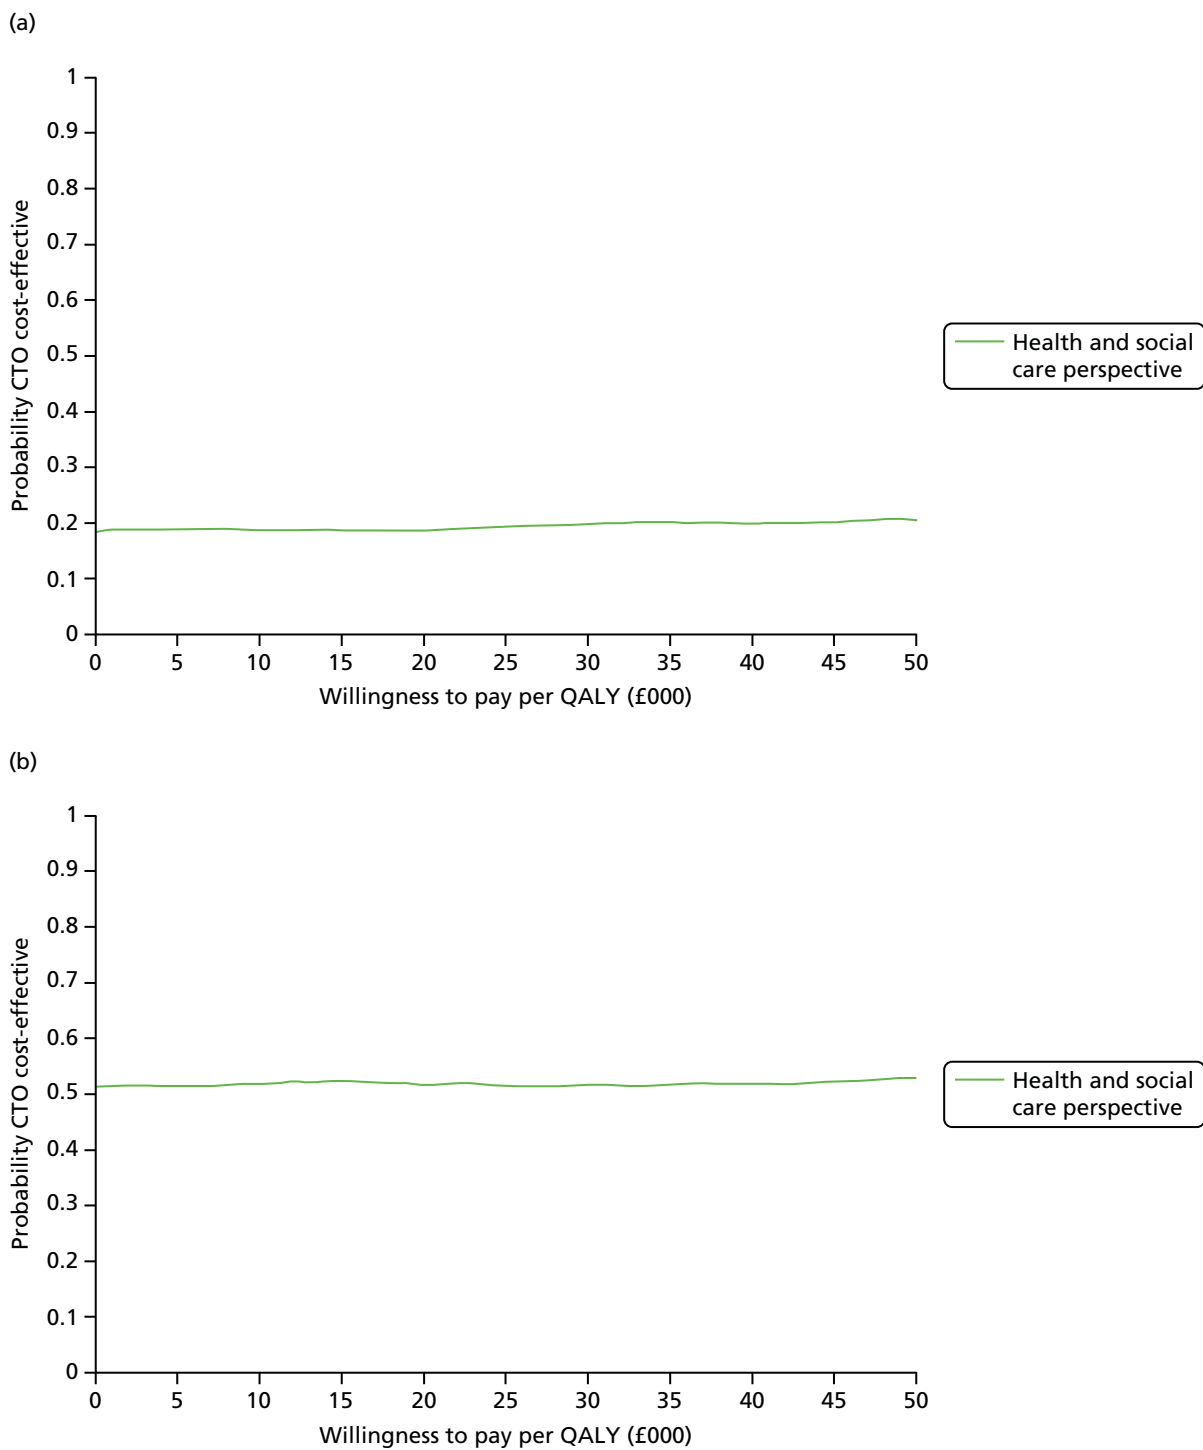 (a)
1
0.9
0.8
0.7
0.6
0.5
0.4
0.3
0.2
0.1
0
Probability CTO cost-effective
0 5 10 15 20 25 30 35 40 45 50
Willingness to pay per QALY (£000)
Health and social
care perspective
(b)
1
0.9
0.8
0.7
0.6
0.5
0.4
0.3
0.2
0.1
0
Probability CTO cost-effective
0 5 10 15 20 25 30 35 40 45 50
Willingness to pay per QALY (£000)
Health and social
care perspective